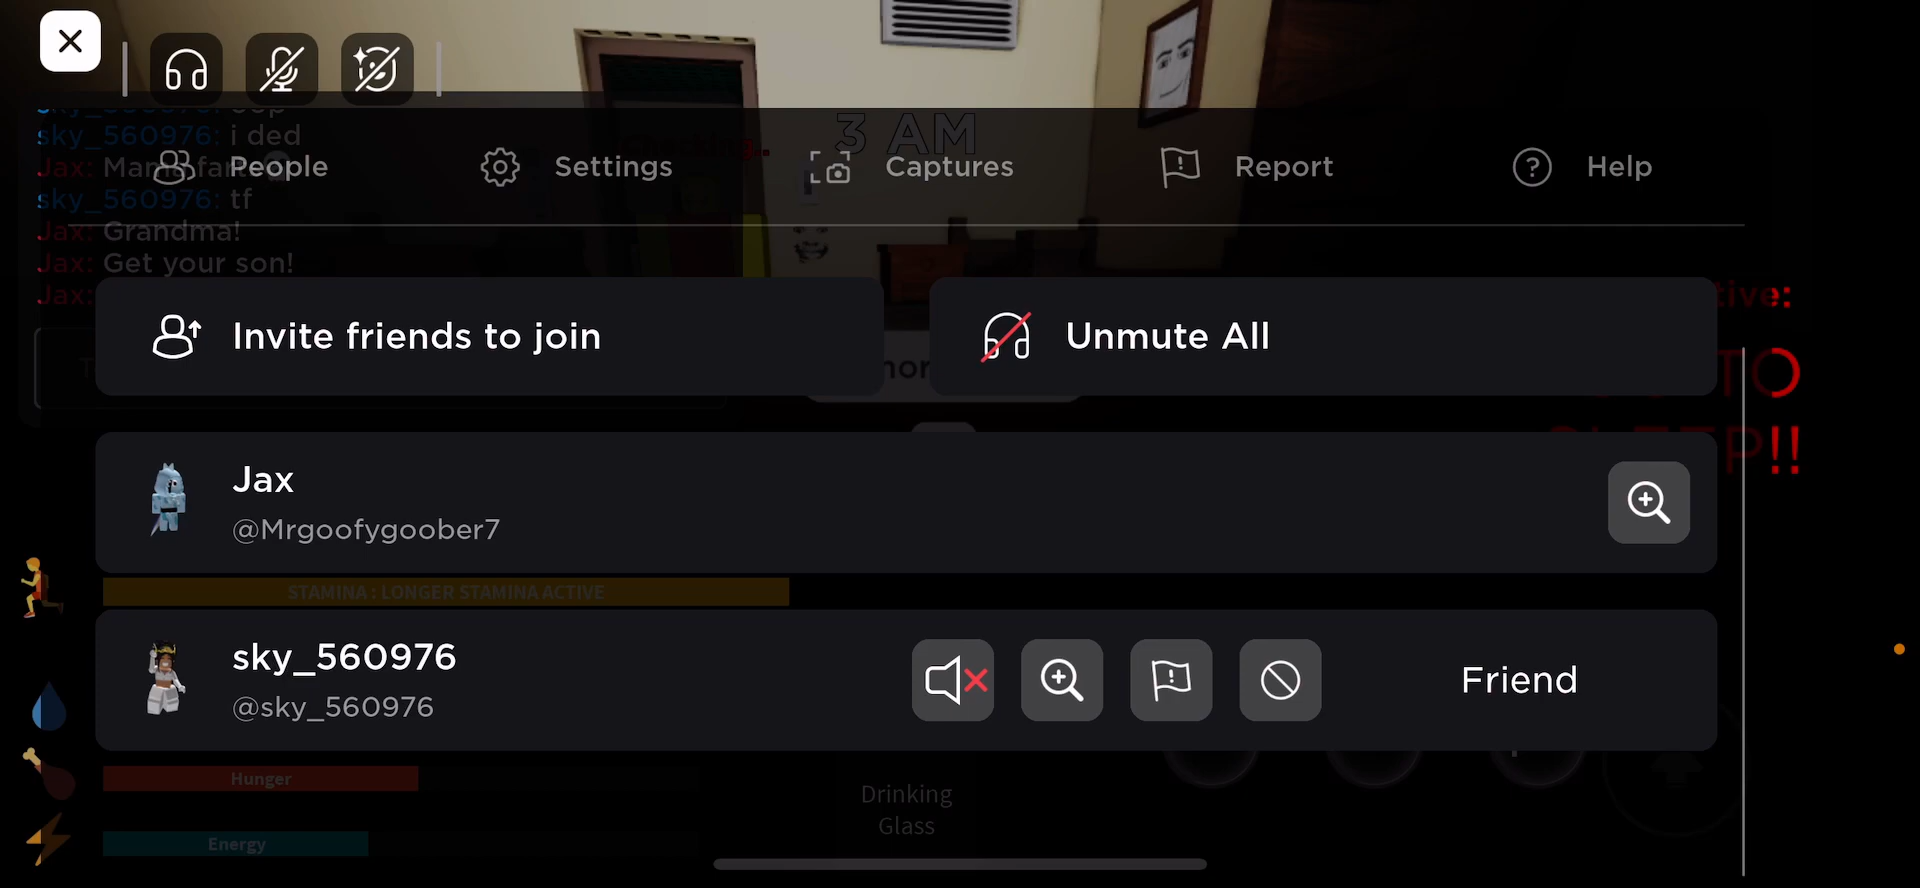 sky_560976: i ded
Jax:
sky_560976: tf
Jax: Grandma!
Jax: Get your son!
Jax:
3 AM
People
Settings
Captures
Report
Help
Invite friends to join
Unmute All
Jax
@Mrgoofygoober7
STAMINA : LONGER STAMINA ACTIVE
sky_560976
@sky_560976
Friend
Hunger
Energy
Drinking
Glass